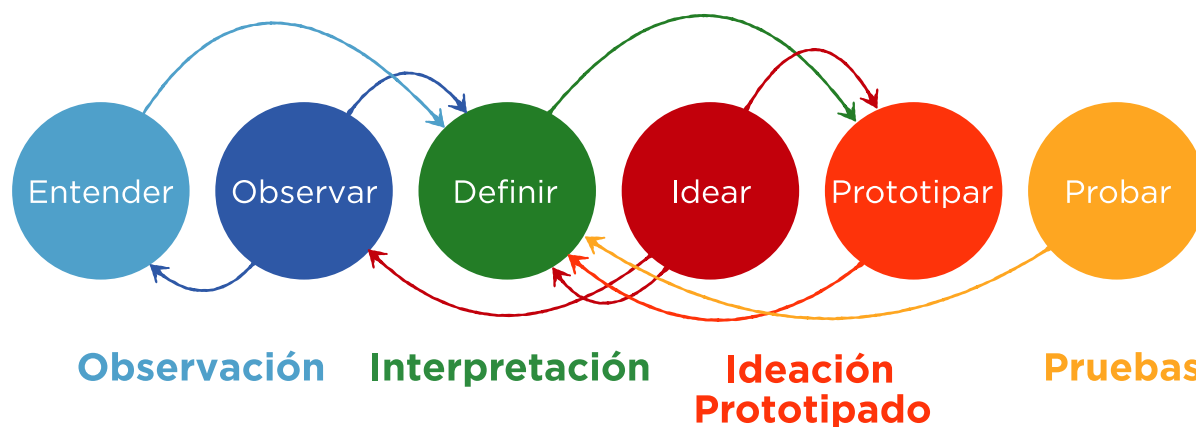 Entender
Observar
Definir
Idear
Prototipar
Probar
Observación
Interpretación
Ideación
Prototipado
Pruebas